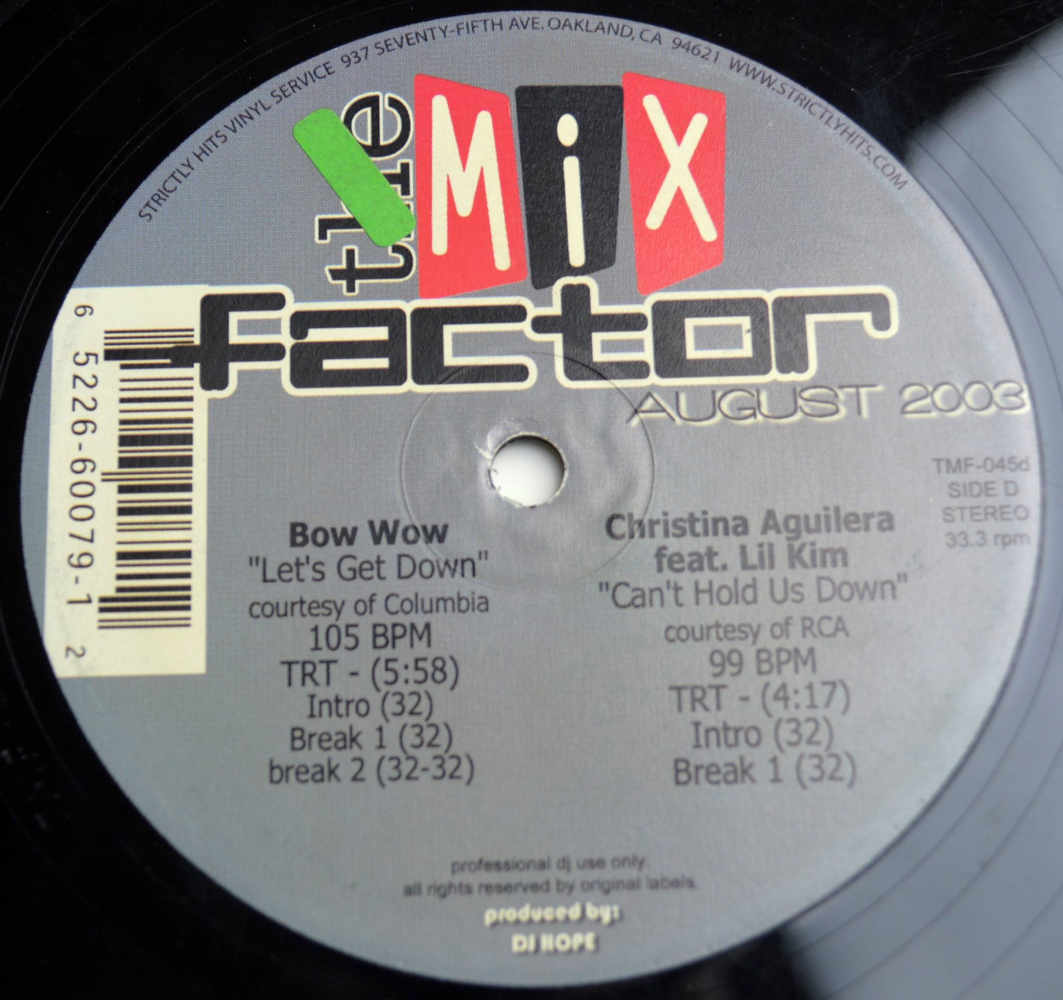 STRICTLY HITS VINYL SERVICE 937 SEVENTY-FIFTH AVE. OAKLAND, CA 94621 WWW.STRICTLYHITS.COM
the MiX
factor
AUGUST 2003
6 5226-60079-1 2
TMF-045d
SIDE D
STEREO
33.3 rpm
Bow Wow
"Let's Get Down"
courtesy of Columbia
105 BPM
TRT - (5:58)
Intro (32)
Break 1 (32)
break 2 (32-32)
Christina Aguilera
feat. Lil Kim
"Can't Hold Us Down"
courtesy of RCA
99 BPM
TRT - (4:17)
Intro (32)
Break 1 (32)
professional dj use only.
all rights reserved by original labels.
produced by:
DJ HOPE